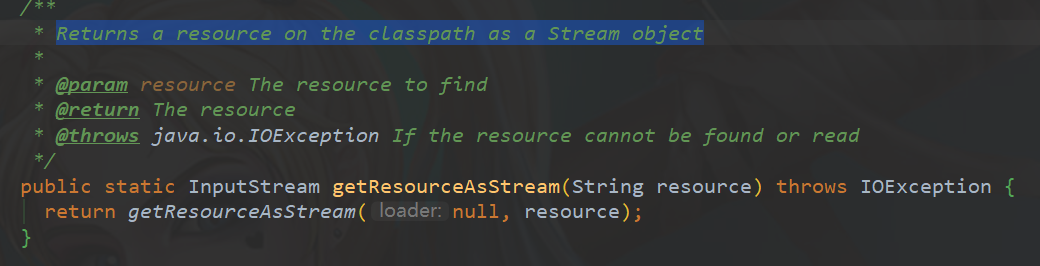 /**
* Returns a resource on the classpath as a Stream object
*
* @param resource The resource to find
* @return The resource
* @throws java.io.IOException If the resource cannot be found or read
*/
public static InputStream getResourceAsStream(String resource) throws IOException {
return getResourceAsStream( loader: null, resource);
}